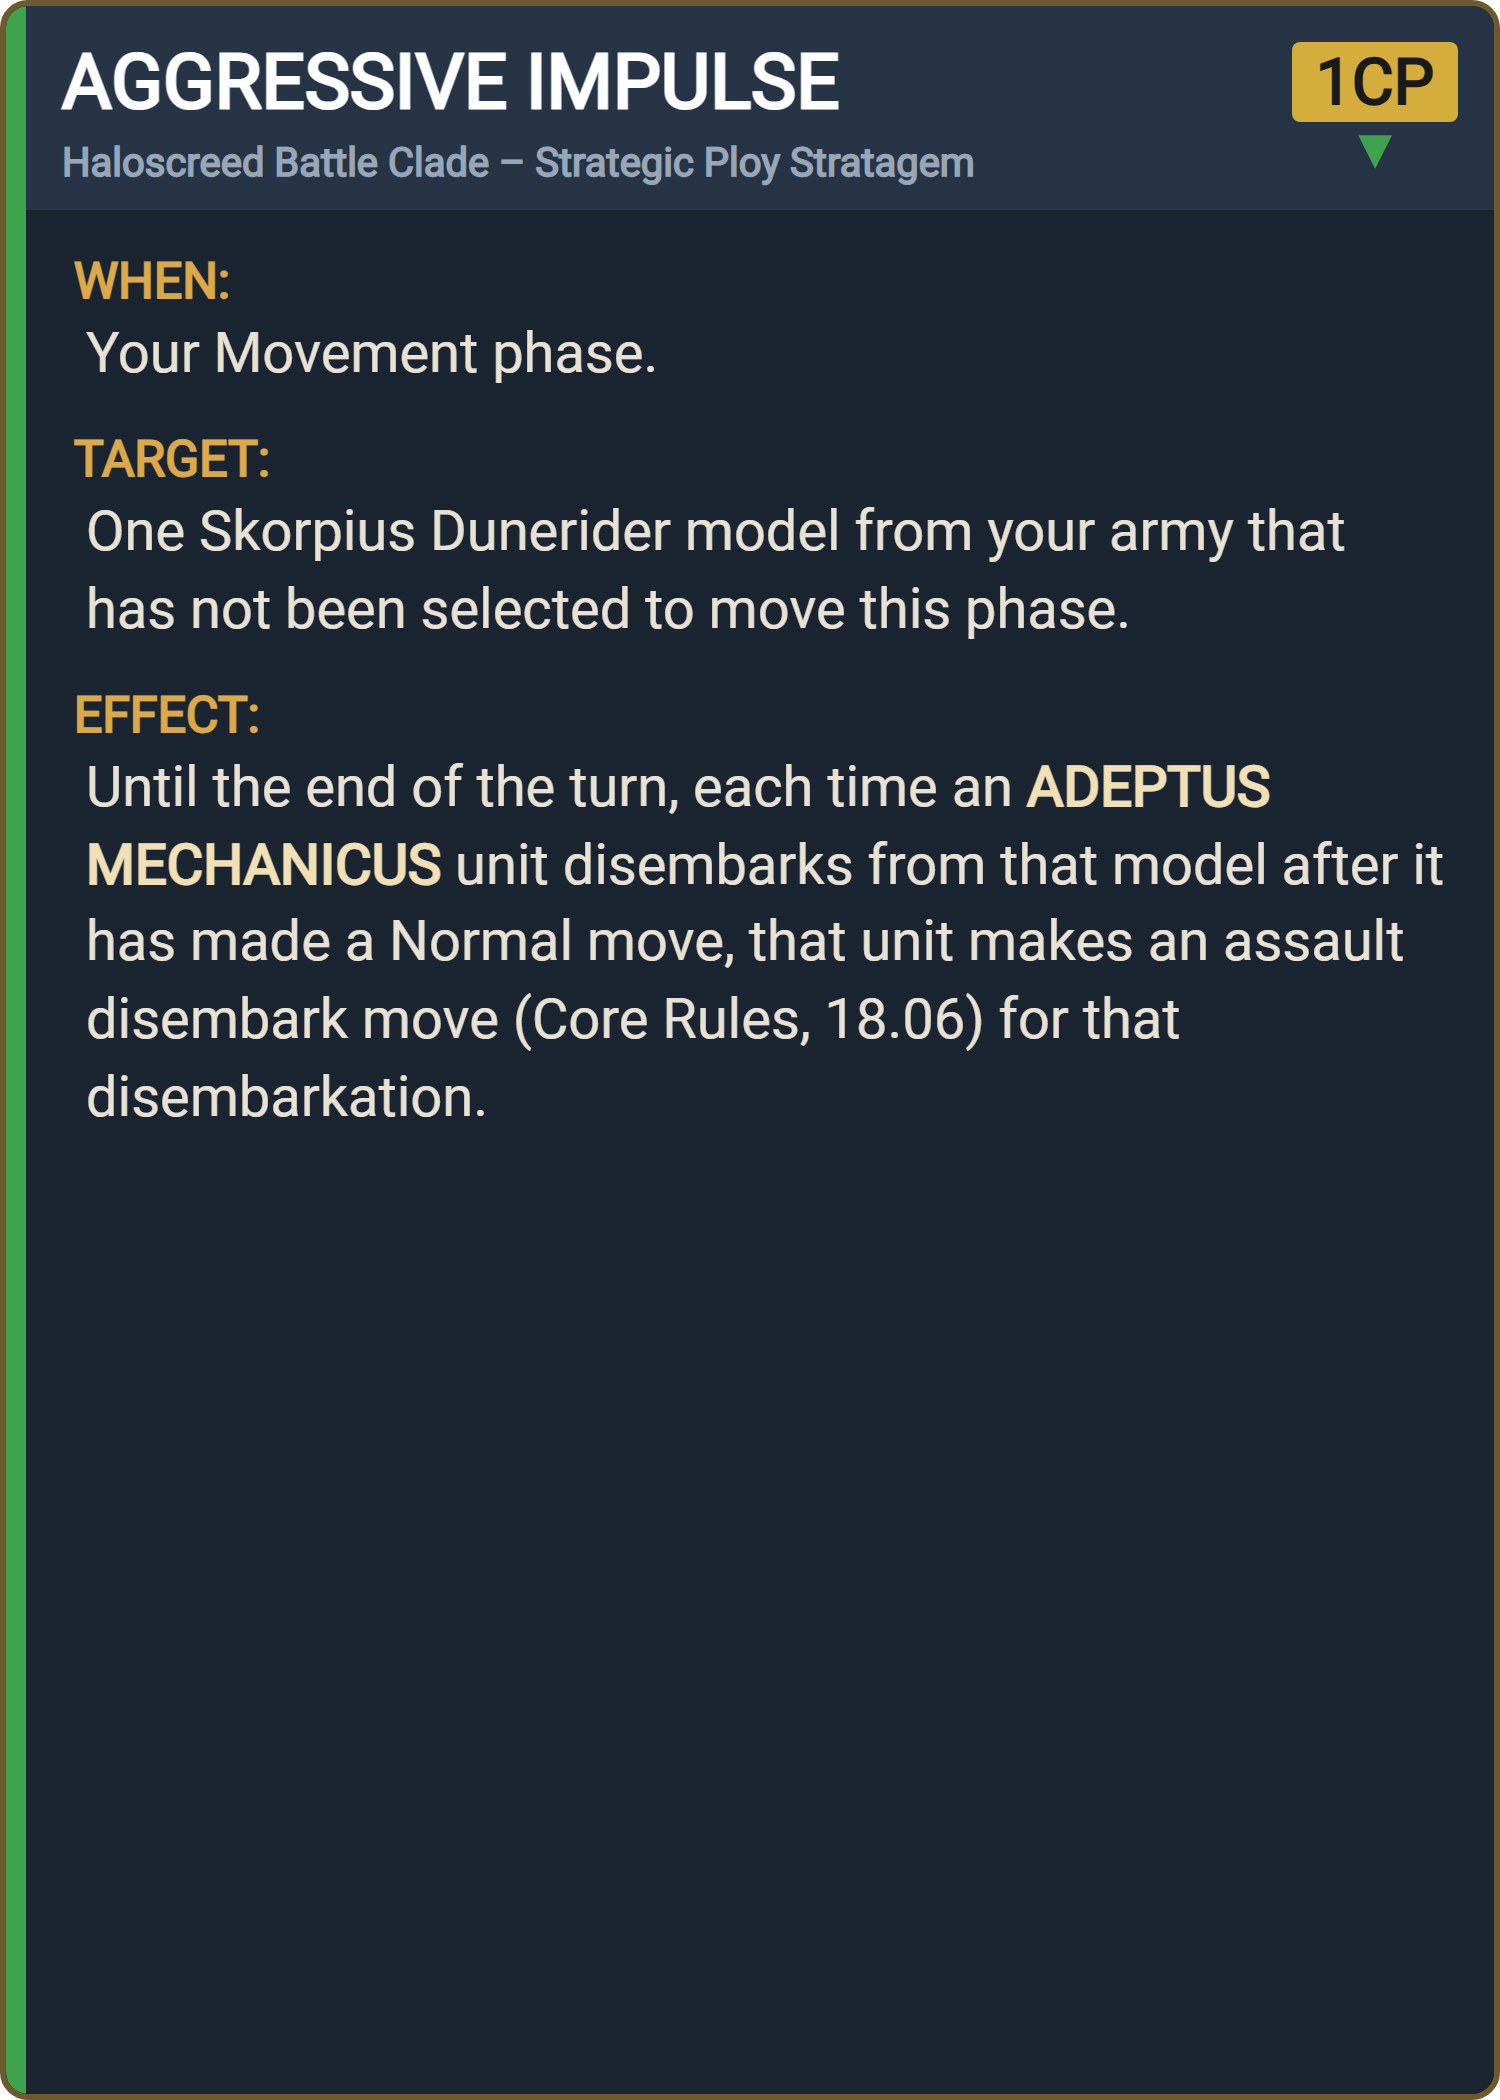 AGGRESSIVE IMPULSE
1CP
Haloscreed Battle Clade – Strategic Ploy Stratagem
WHEN:
Your Movement phase.
TARGET:
One Skorpius Dunerider model from your army that
has not been selected to move this phase.
EFFECT:
Until the end of the turn, each time an ADEPTUS
MECHANICUS unit disembarks from that model after it
has made a Normal move, that unit makes an assault
disembark move (Core Rules, 18.06) for that
disembarkation.